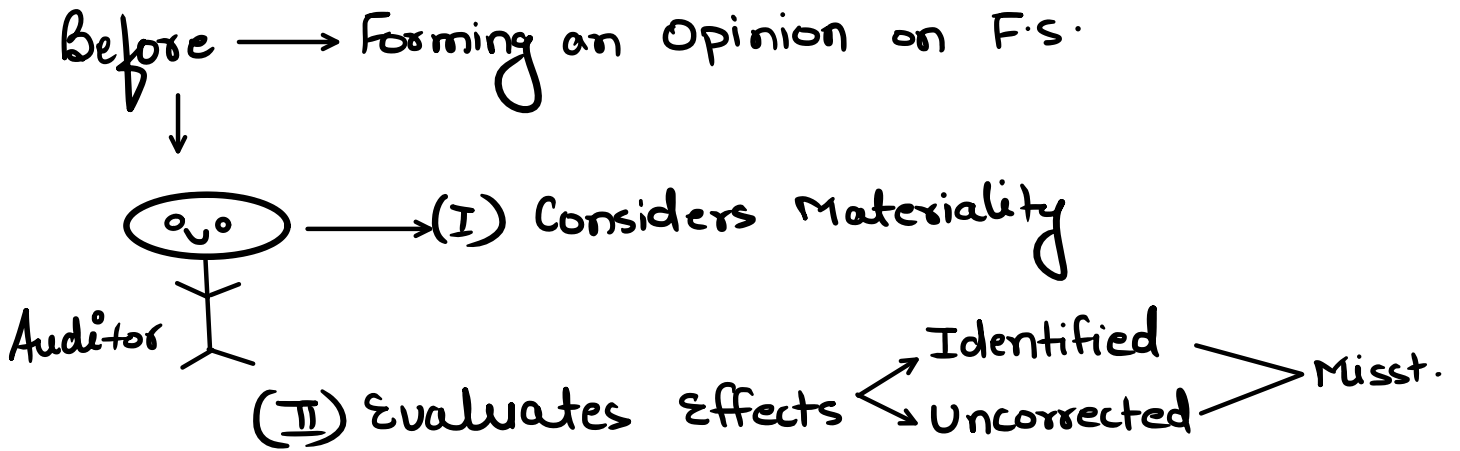 Before → Forming an Opinion on F.S.
(I) Considers Materiality
Auditor
Identified
Misst.
(II) Evaluates Effects
Uncorrected